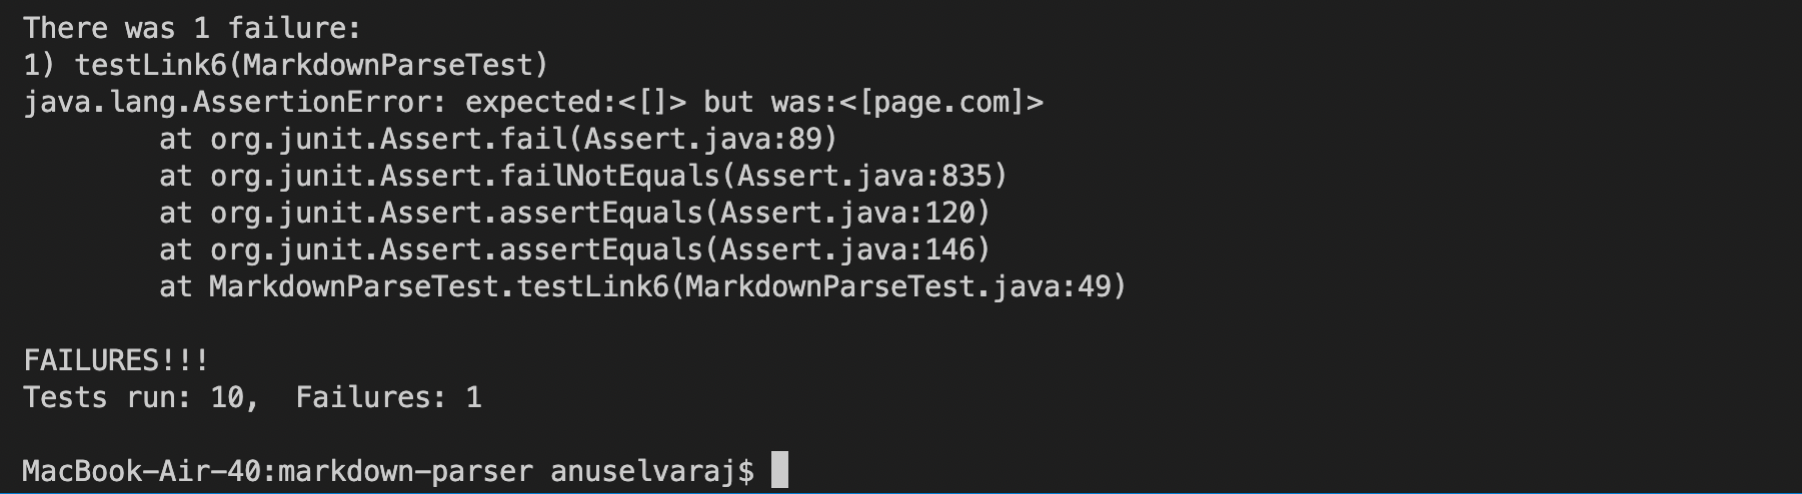 There was 1 failure:
1) testLink6(MarkdownParseTest)
java.lang.AssertionError: expected:<[]> but was:<[page.com]>
        at org.junit.Assert.fail(Assert.java:89)
        at org.junit.Assert.failNotEquals(Assert.java:835)
        at org.junit.Assert.assertEquals(Assert.java:120)
        at org.junit.Assert.assertEquals(Assert.java:146)
        at MarkdownParseTest.testLink6(MarkdownParseTest.java:49)
FAILURES!!!
Tests run: 10,  Failures: 1
MacBook-Air-40:markdown-parser anuselvaraj$